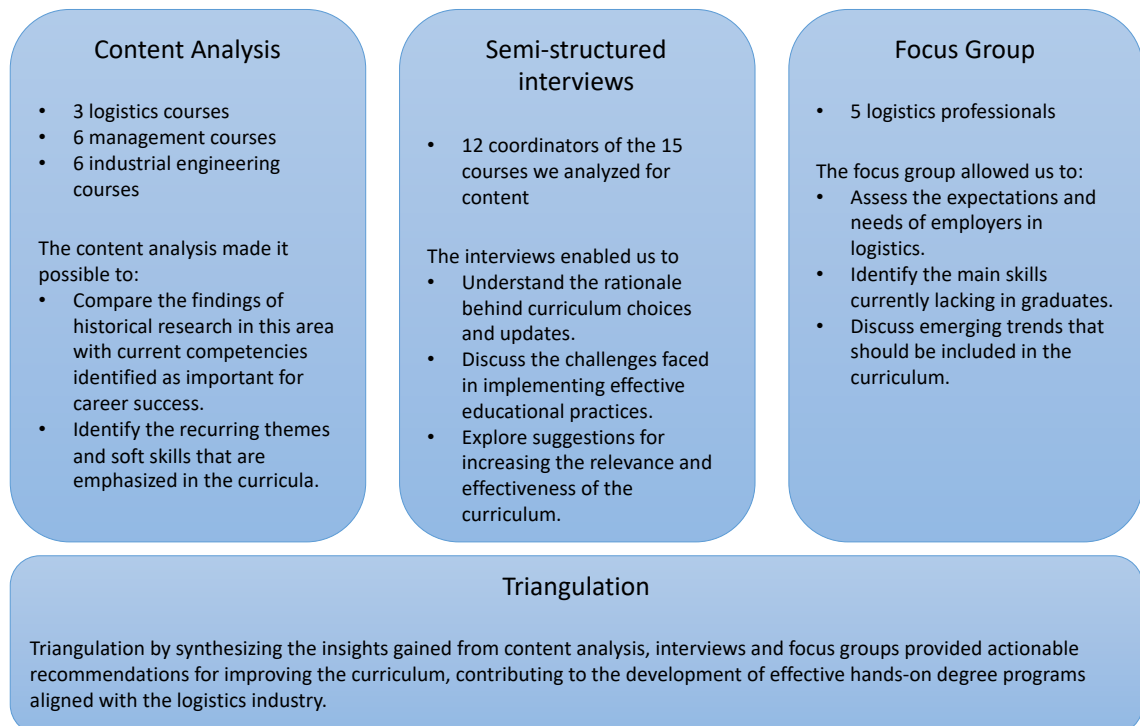 Content Analysis
• 3 logistics courses
• 6 management courses
• 6 industrial engineering
courses
The content analysis made it
possible to:
• Compare the findings of
historical research in this area
with current competencies
identified as important for
career success.
• Identify the recurring themes
and soft skills that are
emphasized in the curricula.
Semi-structured
interviews
• 12 coordinators of the 15
courses we analyzed for
content
The interviews enabled us to
• Understand the rationale
behind curriculum choices
and updates.
• Discuss the challenges faced
in implementing effective
educational practices.
• Explore suggestions for
increasing the relevance and
effectiveness of the
curriculum.
Focus Group
• 5 logistics professionals
The focus group allowed us to:
• Assess the expectations and
needs of employers in
logistics.
• Identify the main skills
currently lacking in graduates.
• Discuss emerging trends that
should be included in the
curriculum.
Triangulation
Triangulation by synthesizing the insights gained from content analysis, interviews and focus groups provided actionable
recommendations for improving the curriculum, contributing to the development of effective hands-on degree programs
aligned with the logistics industry.